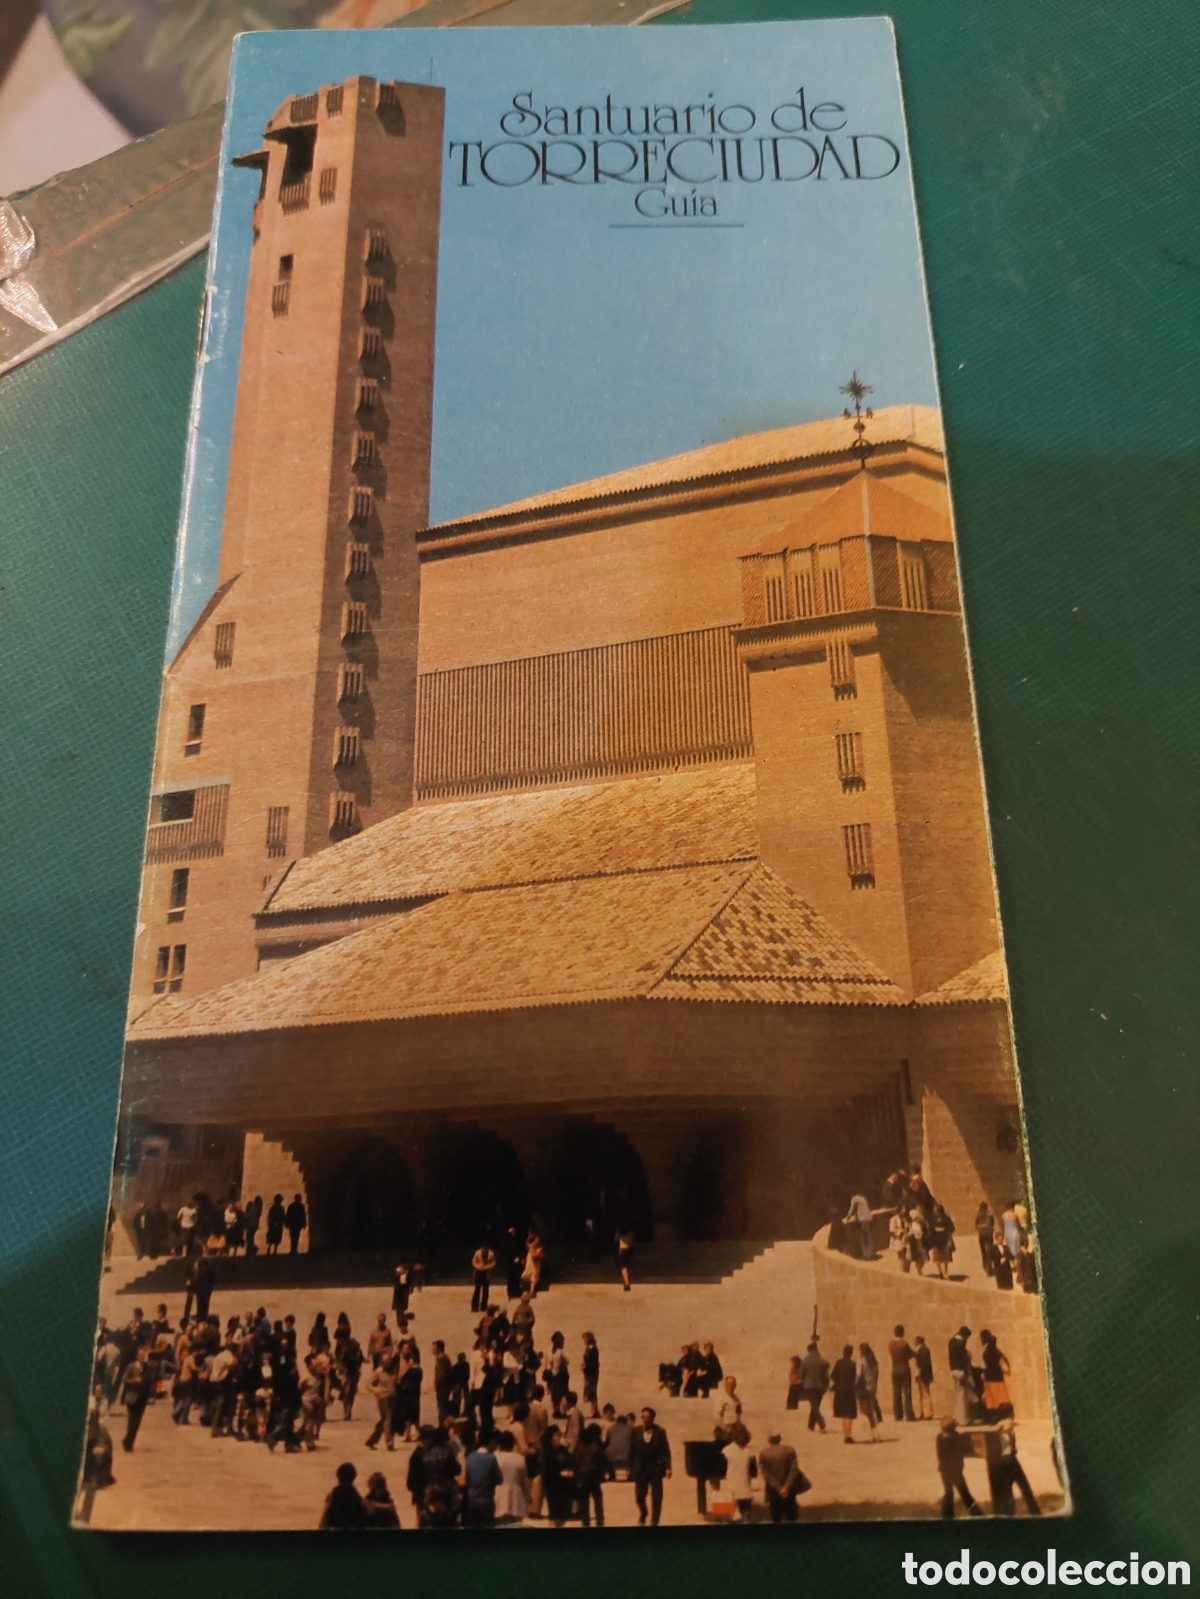 Santuario de
TORRECIUDAD
Guía
todocoleccion